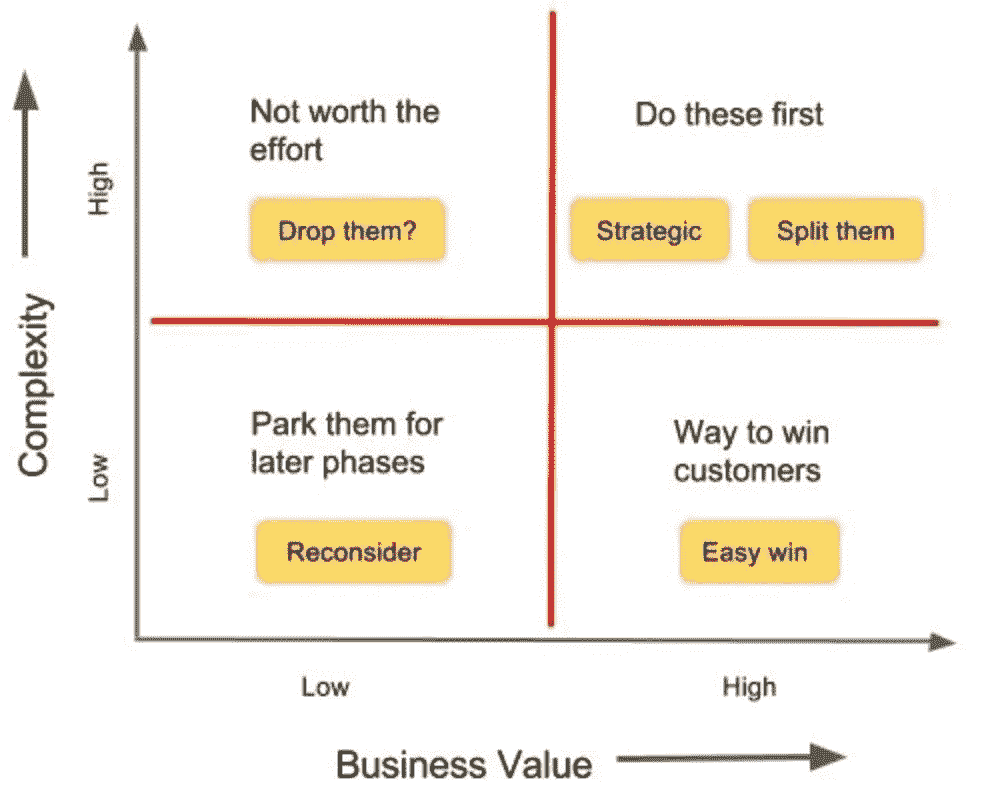 Not worth the
effort
Do these first
Drop them?
Strategic
Split them
High
Complexity
Park them for
later phases
Way to win
customers
Low
Reconsider
Easy win
Low
High
Business Value